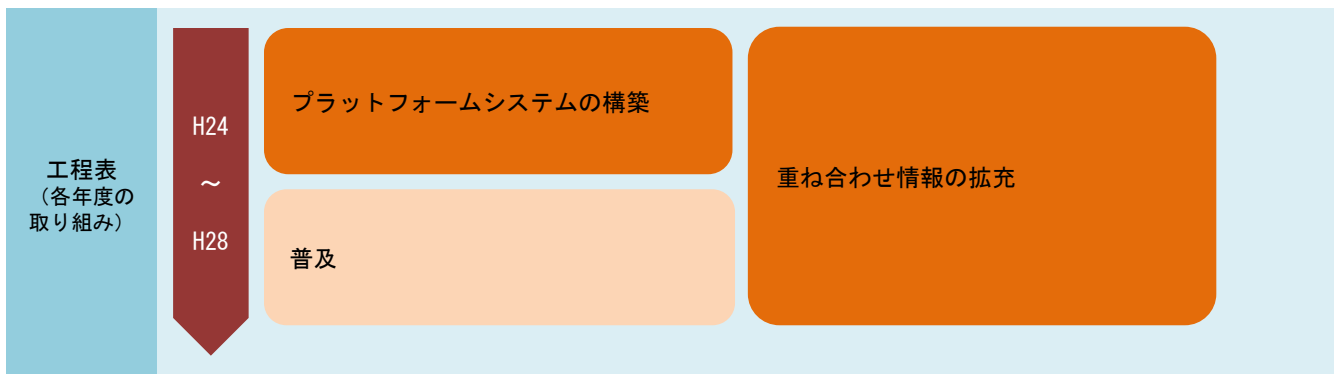 工程表
（各年度の
取り組み）
H24
～
H28
プラットフォームシステムの構築
普及
重ね合わせ情報の拡充